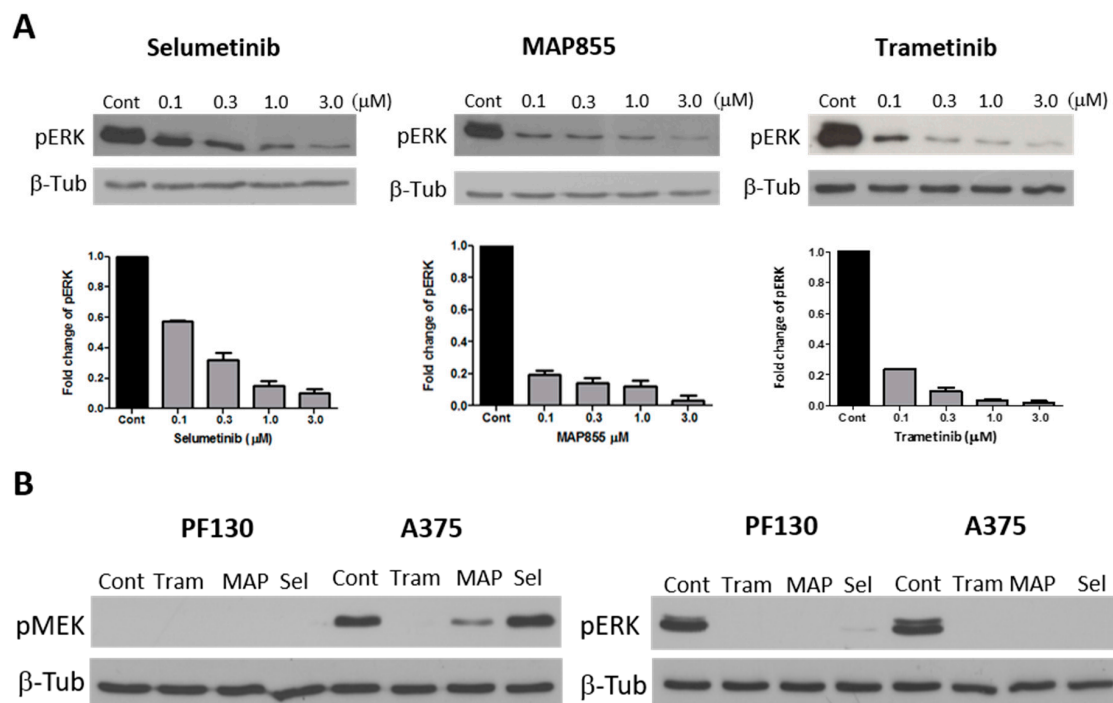 A
Selumetinib
MAP855
Trametinib
Cont 0.1 0.3 1.0 3.0 (μM)
Cont 0.1 0.3 1.0 3.0 (μM)
Cont 0.1 0.3 1.0 3.0 (μM)
pERK
pERK
pERK
β-Tub
β-Tub
β-Tub
Fold change of pERK
1.0
0.8
0.6
0.4
0.2
0.0
Cont 0.1 0.3 1.0 3.0
Selumetinib (μM)
Fold change of pERK
1.0
0.8
0.6
0.4
0.2
0.0
Cont 0.1 0.3 1.0 3.0
MAP855 μM
Fold change of pERK
1.0
0.8
0.6
0.4
0.2
0.0
Cont 0.1 0.3 1.0 3.0
Trametinib (μM)
B
PF130 A375
Cont Tram MAP Sel Cont Tram MAP Sel
pMEK
β-Tub
PF130 A375
Cont Tram MAP Sel Cont Tram MAP Sel
pERK
β-Tub